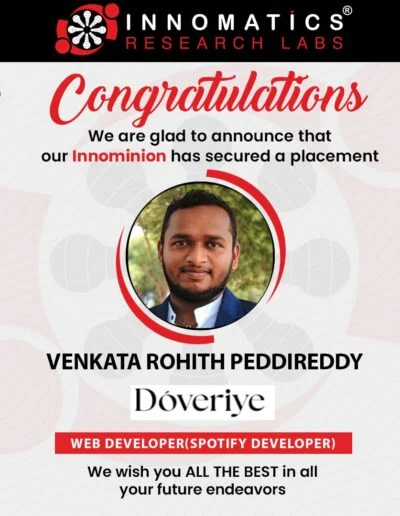 INNOMATICS®
RESEARCH LABS
Congratulations
We are glad to announce that
our Innominion has secured a placement
VENKATA ROHITH PEDDIREDDY
Dóveriye
WEB DEVELOPER(SPOTIFY DEVELOPER)
We wish you ALL THE BEST in all
your future endeavors